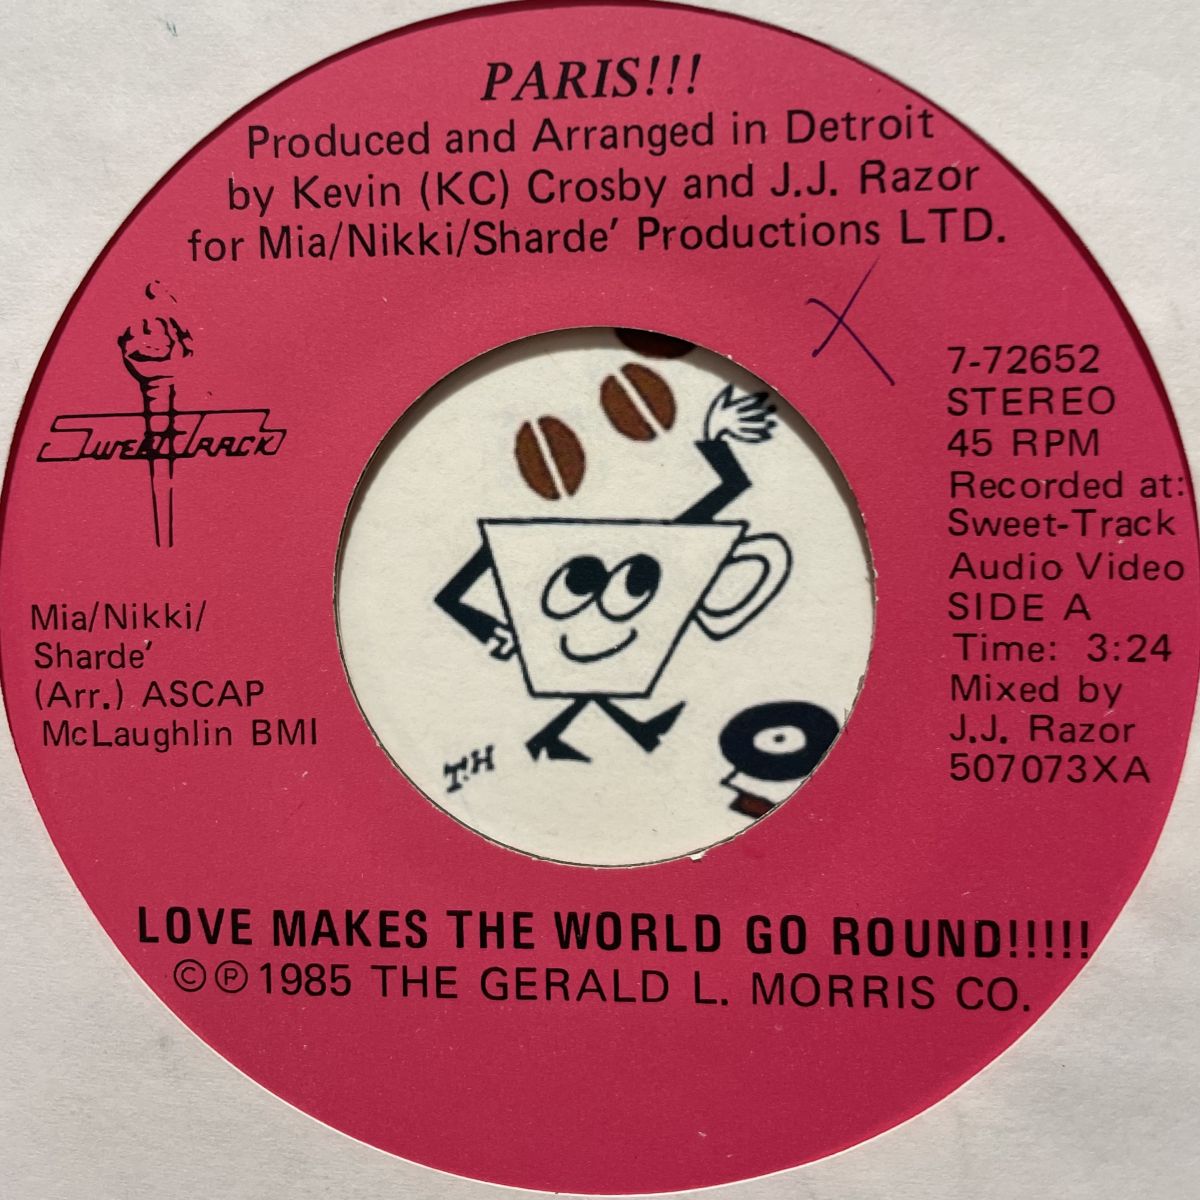 PARIS!!!
Produced and Arranged in Detroit
by Kevin (KC) Crosby and J.J. Razor
for Mia/Nikki/Sharde' Productions LTD.
SWEET TRACK
Mia/Nikki/
Sharde'
(Arr.) ASCAP
McLaughlin BMI
X
7-72652
STEREO
45 RPM
Recorded at:
Sweet-Track
Audio Video
SIDE A
Time: 3:24
Mixed by
J.J. Razor
507073XA
T.H
LOVE MAKES THE WORLD GO ROUND!!!!!
©℗1985 THE GERALD L. MORRIS CO.